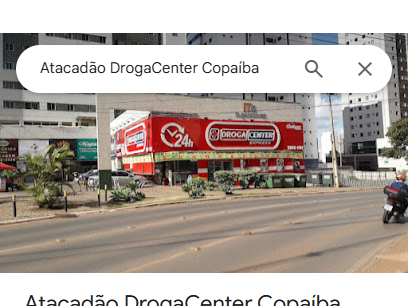 Atacadão DrogaCenter Copaíba
24h
DROGACENTER
EXPRESS
Atacadão DrogaCenter Copaíba